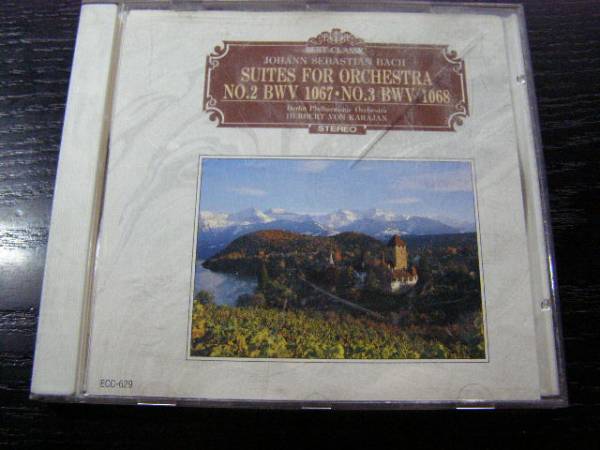 BEST CLASSIC
JOHANN SEBASTIAN BACH
SUITES FOR ORCHESTRA
NO.2 BWV 1067・NO.3 BWV 1068
Berlin Philharmonic Orchestra
HERBERT VON KARAJAN
STEREO
ECC-629